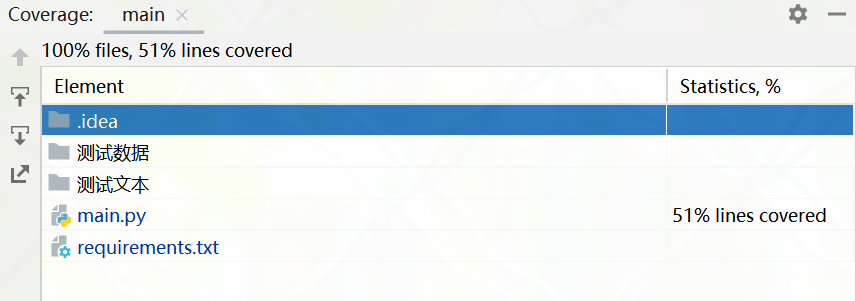 Coverage: main
100% files, 51% lines covered
Element Statistics, %
.idea
测试数据
测试文本
main.py 51% lines covered
requirements.txt